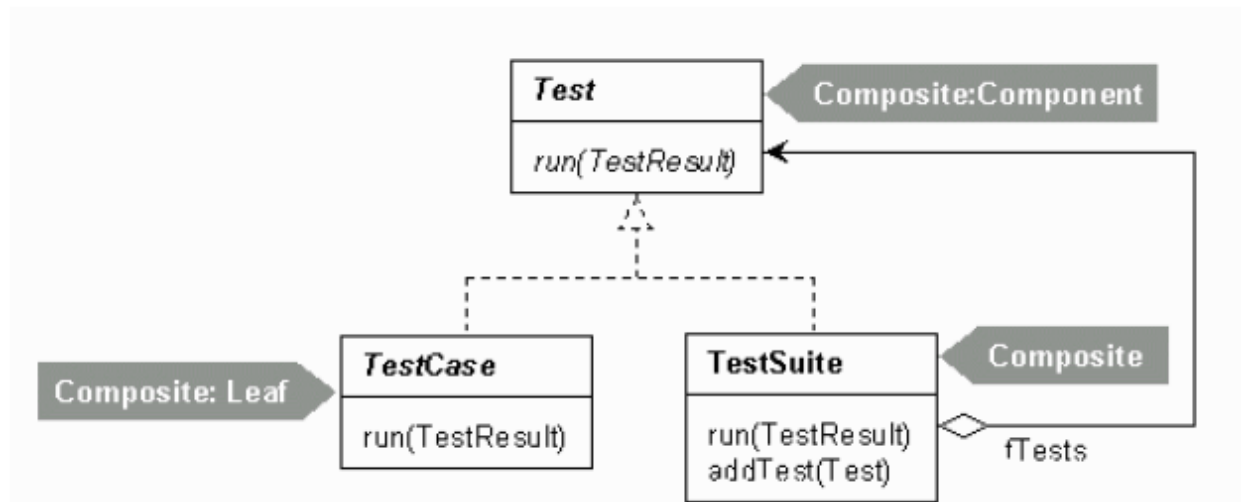 Test
Composite:Component
run(TestResult)
TestCase
TestSuite
Composite
Composite: Leaf
run(TestResult)
run(TestResult)
addTest(Test)
fTests